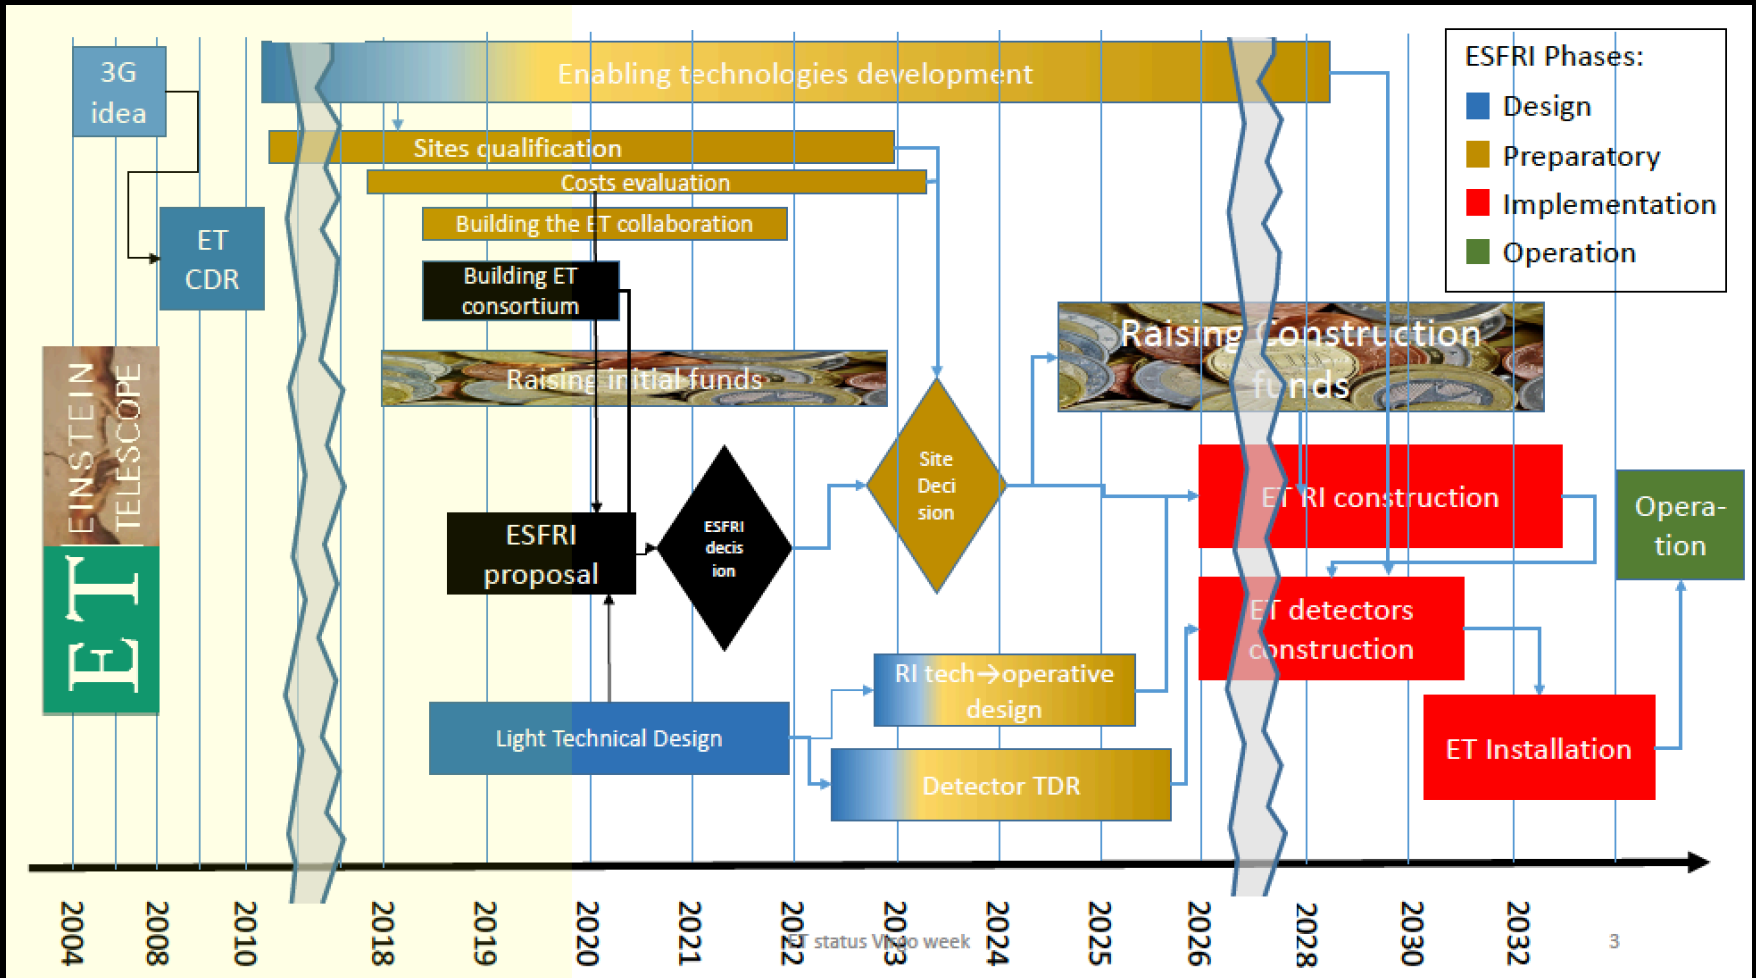 3G
idea
Enabling technologies development
ESFRI Phases:
Design
Preparatory
Implementation
Operation
Sites qualification
Costs evaluation
Building the ET collaboration
ET
CDR
Building ET
consortium
Raising Construction
funds
Raising initial funds
EINSTEIN
TELESCOPE
ET
Site
Deci
sion
ESFRI
proposal
ESFRI
decis
ion
ET RI construction
Opera-
tion
ET detectors
construction
RI tech→operative
design
Light Technical Design
Detector TDR
ET Installation
2004
2008
2010
2018
2019
2020
2021
2022
2023
2024
2025
2026
2028
2030
2032
ET status Virgo week
3